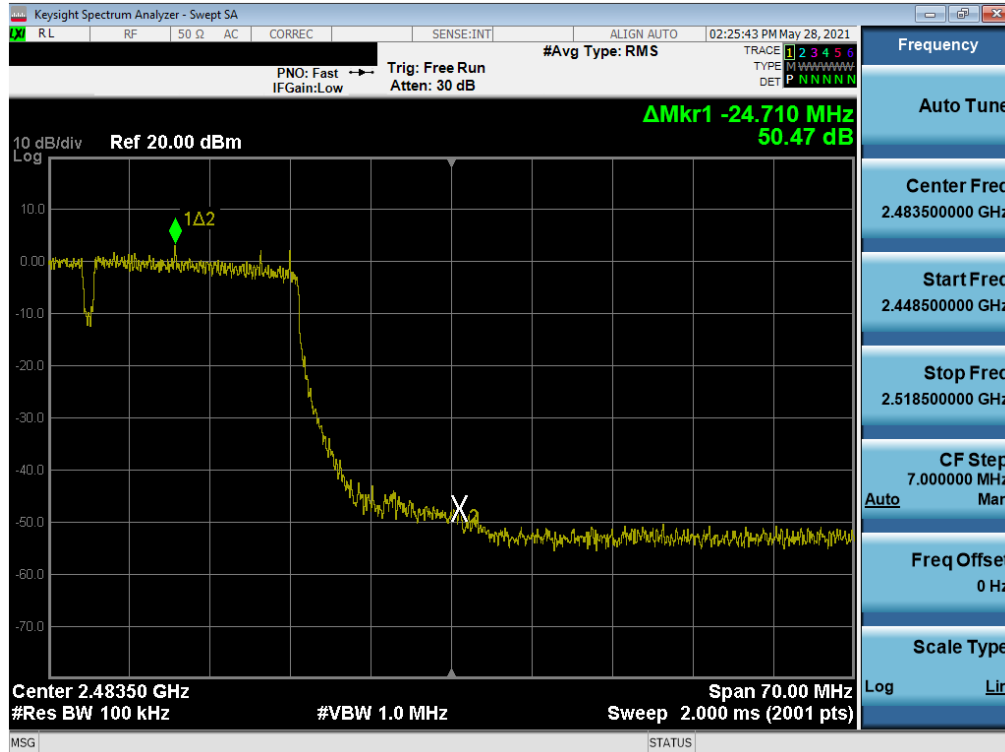 Keysight Spectrum Analyzer - Swept SA
LXI RL RF 50 Ω AC CORREC SENSE:INT ALIGN AUTO 02:25:43 PM May 28, 2021
Frequency
#Avg Type: RMS
TRACE 1 2 3 4 5 6
PNO: Fast Trig: Free Run
TYPE M W W W W W
IFGain:Low Atten: 30 dB
DET P N N N N N
Auto Tune
ΔMkr1 -24.710 MHz
50.47 dB
10 dB/div Ref 20.00 dBm
Log
Center Freq
2.483500000 GHz
10.0
1Δ2
0.00
Start Freq
2.448500000 GHz
-10.0
-20.0
Stop Freq
2.518500000 GHz
-30.0
-40.0
CF Step
7.000000 MHz
Auto Man
X2
-50.0
Freq Offset
0 Hz
-60.0
-70.0
Scale Type
Log Lin
Center 2.48350 GHz Span 70.00 MHz
#Res BW 100 kHz #VBW 1.0 MHz Sweep 2.000 ms (2001 pts)
MSG STATUS